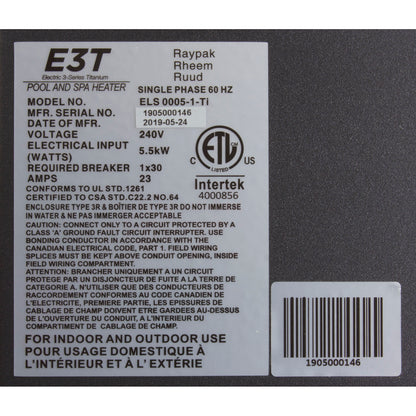 E3T
Electric 3-Series Titanium
POOL AND SPA HEATER
Raypak
Rheem
Ruud
SINGLE PHASE 60 HZ
MODEL NO. ELS 0005-1-Ti
MFR. SERIAL NO. 1905000146
DATE OF MFR. 2019-05-24
VOLTAGE 240V
ELECTRICAL INPUT 5.5kW
(WATTS)
REQUIRED BREAKER 1x30
AMPS 23
CONFORMS TO UL STD.1261
CERTIFIED TO CSA STD.C22.2 NO.64
c ETL us
LISTED
Intertek
4000856
ENCLOSURE TYPE 3R & BOÎTIER DE TYPE 3R DO NOT IMMERSE
IN WATER & NE PAS IMMERGER ACCEPTABLE
CAUTION: CONNECT ONLY TO A CIRCUIT PROTECTED BY A
CLASS 'A' GROUND FAULT CIRCUIT INTERRUPTER. USE
BONDING CONDUCTOR IN ACCORDANCE WITH THE
CANADIAN ELECTRICAL CODE, PART 1. FIELD WIRING
SPLICES MUST BE KEPT ABOVE CONDUIT OPENING, INSIDE
FIELD WIRING COMPARTMENT.
ATTENTION: BRANCHER UNIQUEMENT A UN CIRCUIT
PROTEGÉ PAR UN DISJONCTEUR DE FUITE A LA TERRE DE
CATEGORIE A. N'UTILISER QUE DES CONDUCTEURS DE
RACCORDEMENT CONFORMES AU CODE CANADIEN DE
L'ELECTRICITÉ, PREMIERE PARTIE, LES EPISSURES DE
CABLAGE DE CHAMP DOIVENT ETRE GARDEES AU-DESSUS
DE L'OUVERTURE DU CONDUIT, A L'INTERIEUR DU
COMPARTIMENT DE CABLAGE DE CHAMP.
FOR INDOOR AND OUTDOOR USE
POUR USAGE DOMESTIQUE À
L'INTÉRIEUR ET À L'EXTÉRIE
1905000146